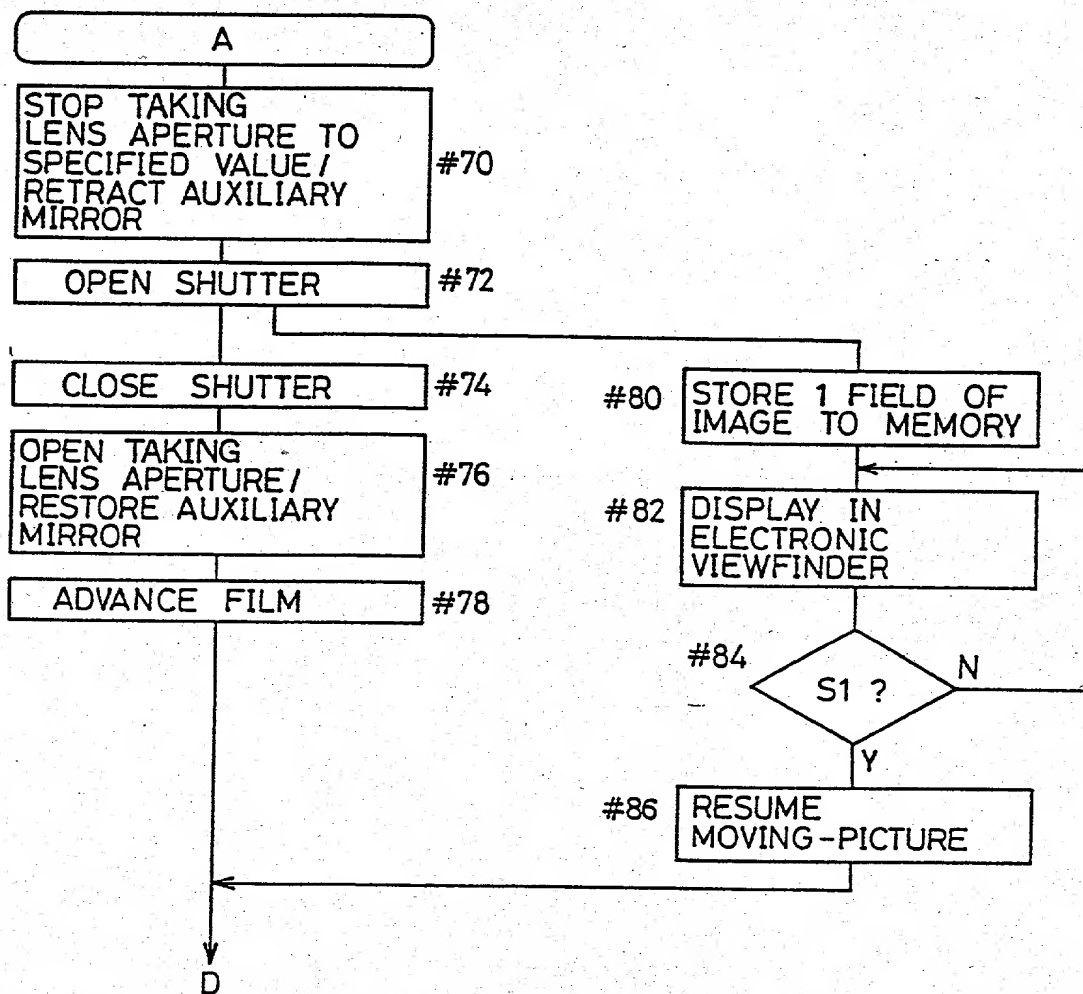 A
STOP TAKING
LENS APERTURE TO
SPECIFIED VALUE/
RETRACT AUXILIARY
MIRROR
#70
OPEN SHUTTER
#72
CLOSE SHUTTER
#74
OPEN TAKING
LENS APERTURE/
RESTORE AUXILIARY
MIRROR
#76
ADVANCE FILM
#78
#80
STORE 1 FIELD OF
IMAGE TO MEMORY
#82
DISPLAY IN
ELECTRONIC
VIEWFINDER
#84
S1 ?
N
Y
#86
RESUME
MOVING-PICTURE
D